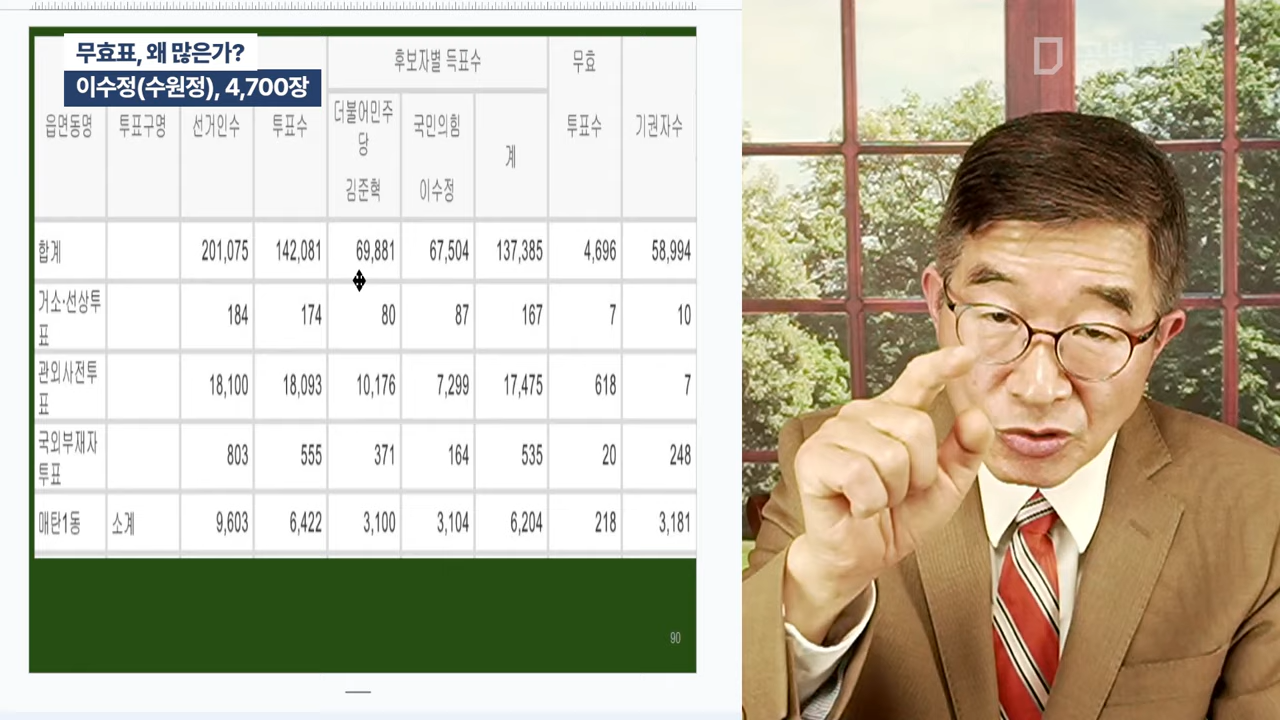 무효표, 왜 많은가?
이수정(수원정), 4,700장
후보자별 득표수 무효
읍면동명 투표구명 선거인수 투표수 더불어민주 국민의힘 계 투표수 기권자수
당
김준혁 이수정
합계 201,075 142,081 69,881 67,504 137,385 4,696 58,994
거소·선상투 184 174 80 87 167 7 10
표
관외사전투 18,100 18,093 10,176 7,299 17,475 618 7
표
국외부재자 803 555 371 164 535 20 248
투표
매탄1동 소계 9,603 6,422 3,100 3,104 6,204 218 3,181
90